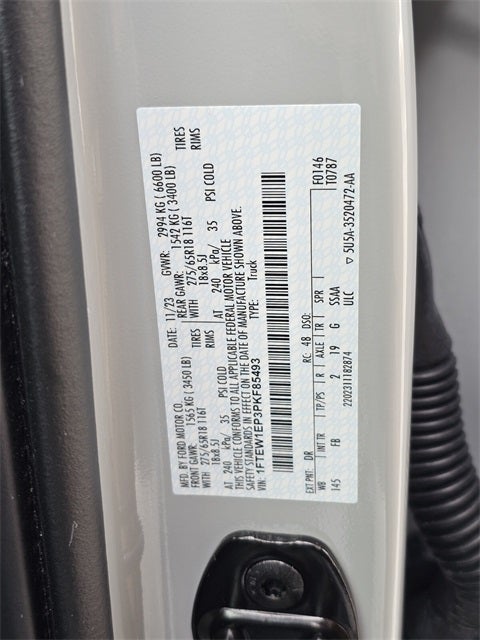 MFD. BY FORD MOTOR CO. DATE: 11/23 GVWR: 2994 KG ( 6600 LB)
FRONT GAWR: 1565 KG ( 3450 LB) REAR GAWR: 1542 KG ( 3400 LB)
WITH 275/65R18 116T TIRES WITH 275/65R18 116T TIRES
18x8.5J RIMS 18x8.5J RIMS
AT 240 kPa/ 35 PSI COLD AT 240 kPa/ 35 PSI COLD
THIS VEHICLE CONFORMS TO ALL APPLICABLE FEDERAL MOTOR VEHICLE
SAFETY STANDARDS IN EFFECT ON THE DATE OF MANUFACTURE SHOWN ABOVE.
VIN: 1FTEW1EP3PKF85493 TYPE: Truck
F0146
T0787
EXT PNT: DR RC: 48 DSO:
WB INT TR TP/PS R AXLE TR SPR
145 FB 2 19 G SSAA
2202311182874 ULC
▽ 5U5A-3520472-AA